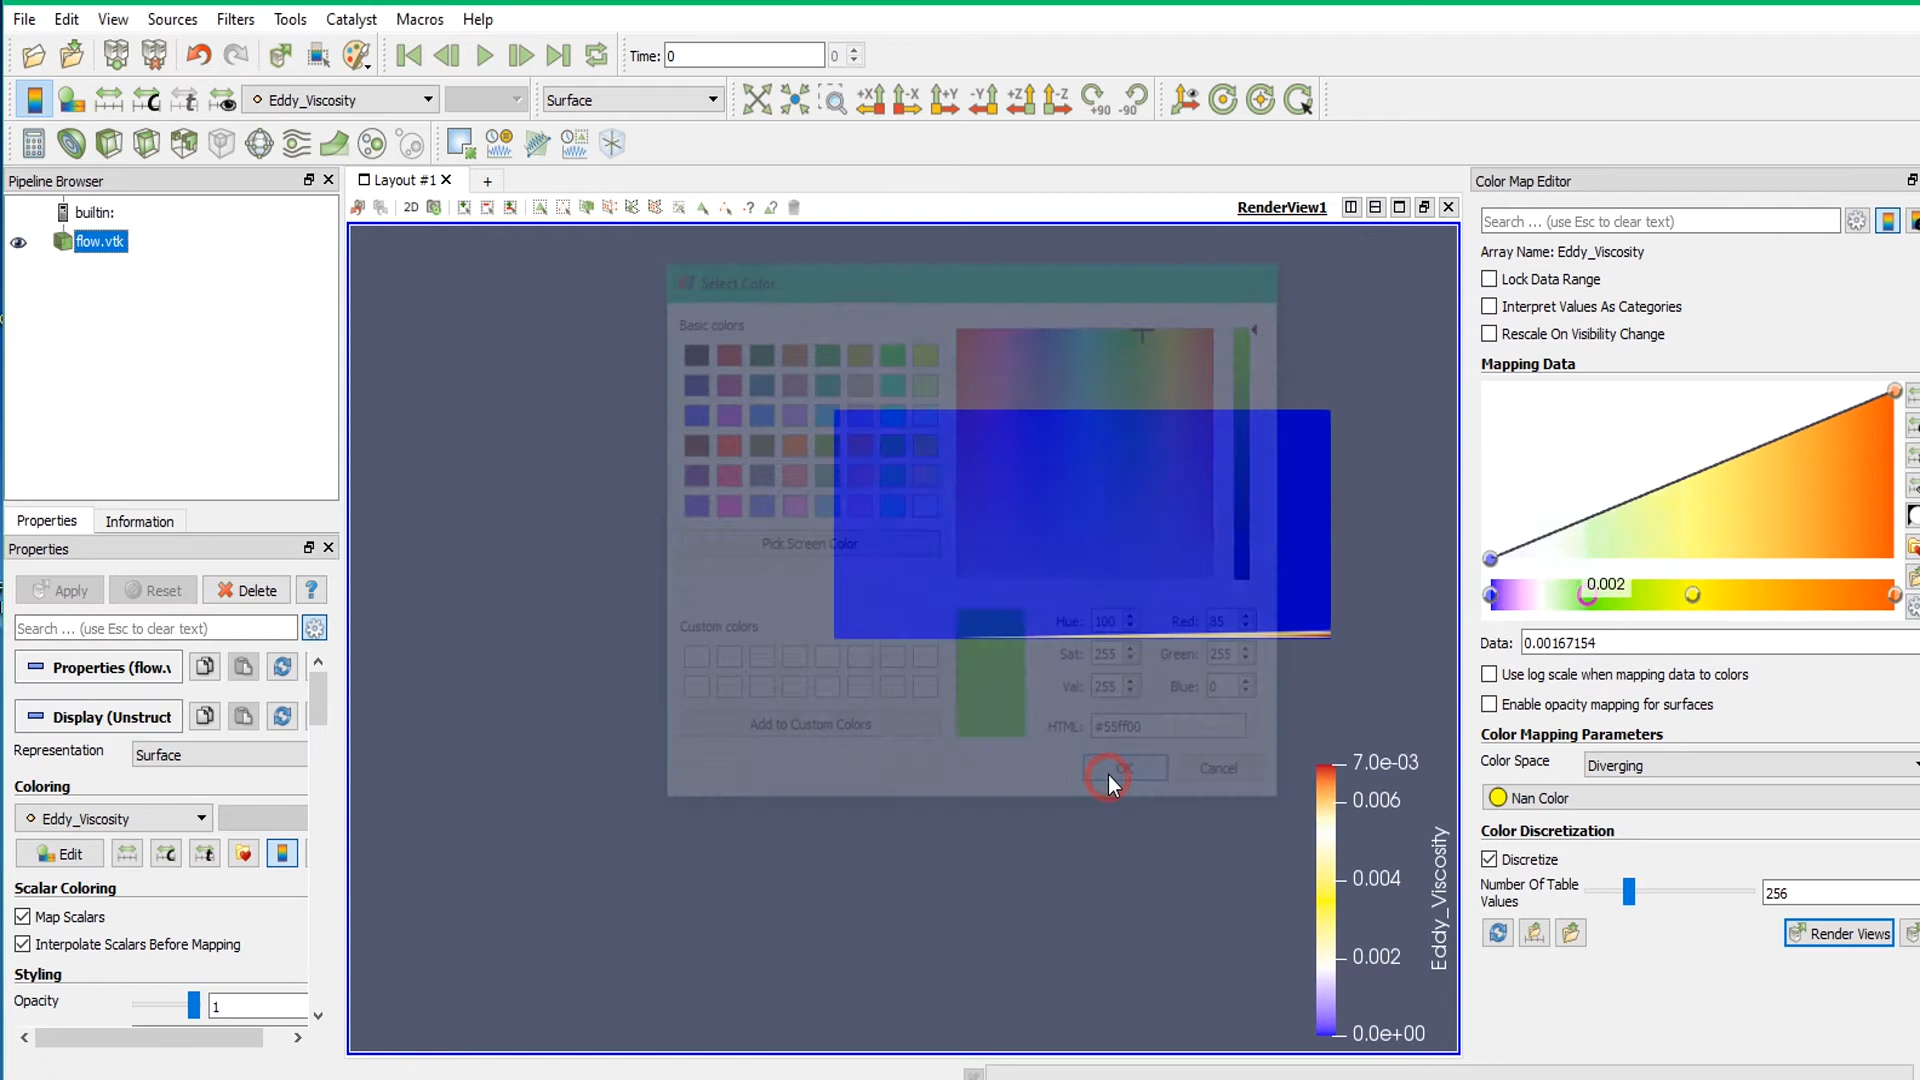 File Edit View Sources Filters Tools Catalyst Macros Help
Time: 0 0
Eddy_Viscosity Surface +X -X +Y -Y +Z -Z +90 -90
Pipeline Browser
builtin:
flow.vtk
Properties Information
Properties
Apply Reset Delete ?
Search ... (use Esc to clear text)
Properties (flow.v
Display (Unstruct
Representation Surface
Coloring
Eddy_Viscosity
Edit
Scalar Coloring
Map Scalars
Interpolate Scalars Before Mapping
Styling
Opacity 1
Layout #1 +
2D RenderView1
Select Color
Basic colors
Pick Screen Color
Custom colors
Add to Custom Colors
Hue: 100 Red: 85
Sat: 255 Green: 255
Val: 255 Blue: 0
HTML: #55ff00
OK Cancel
7.0e-03
0.006
0.004
0.002
0.0e+00
Eddy_Viscosity
Color Map Editor
Search ... (use Esc to clear text)
Array Name: Eddy_Viscosity
Lock Data Range
Interpret Values As Categories
Rescale On Visibility Change
Mapping Data
0.002
Data: 0.00167154
Use log scale when mapping data to colors
Enable opacity mapping for surfaces
Color Mapping Parameters
Color Space Diverging
Nan Color
Color Discretization
Discretize
Number Of Table
Values 256
Render Views